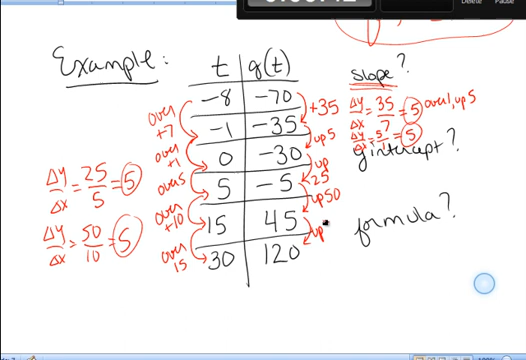 Delete
Pause
Example:
t g(t)
-8 -70
-1 -35
0 -30
5 -5
15 45
30 120
over +7
over +1
over 5
over +10
over 15
+35
up 5
up 25
up 50
up
Δy/Δx = 25/5 = 5
Δy/Δx = 50/10 = 5
slope?
Δy/Δx = 35/7 = 5 over 1, up 5
Δy/Δx = 5/1 = 5
y intercept?
formula?
100%